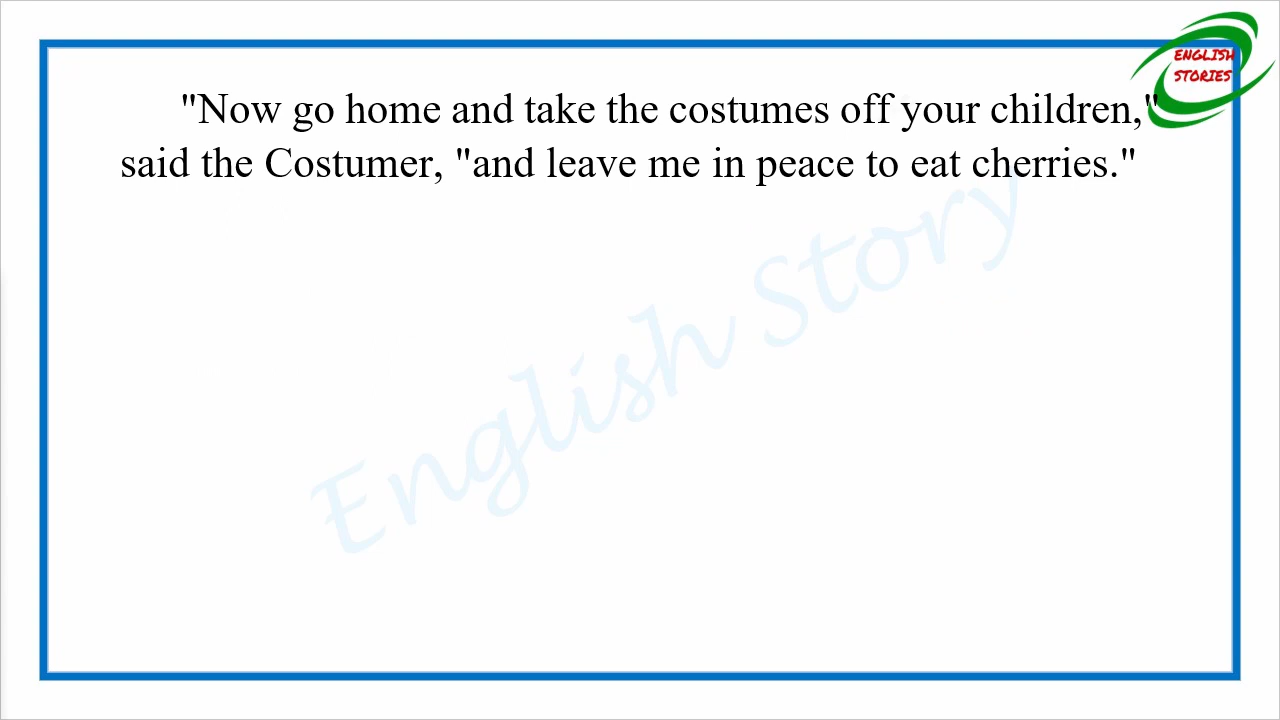 ENGLISH
STORIES
"Now go home and take the costumes off your children,"
said the Costumer, "and leave me in peace to eat cherries."
English Story